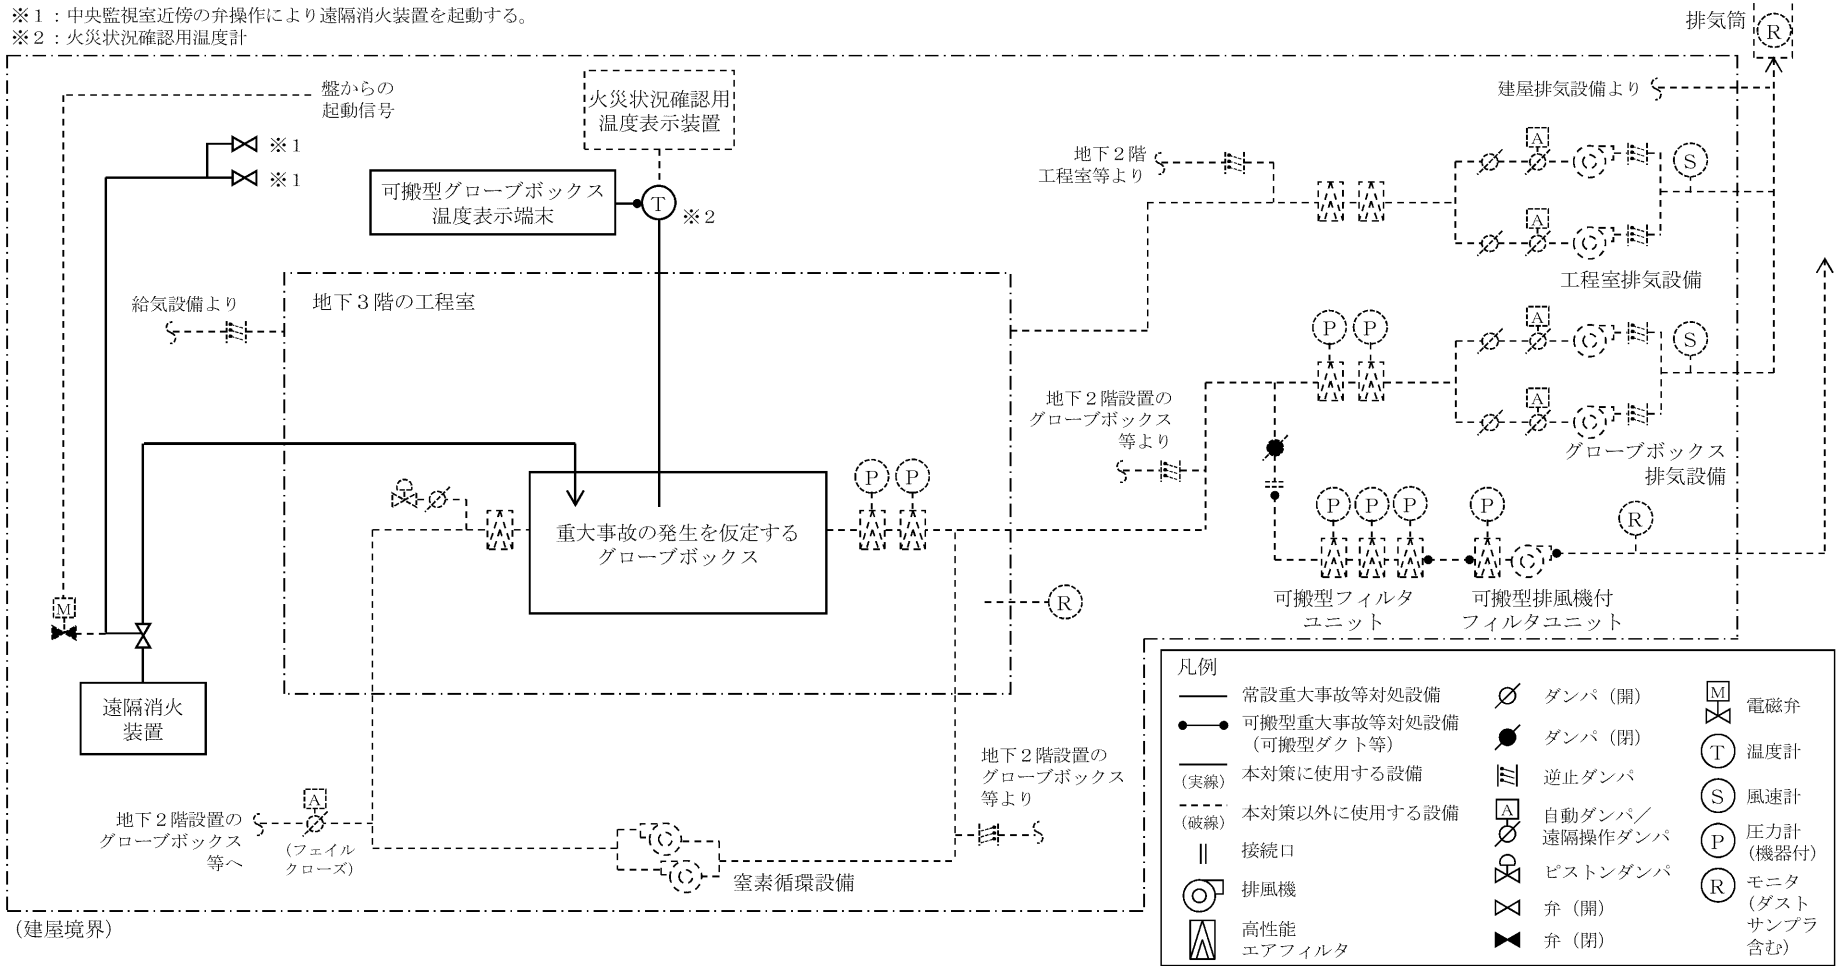 ※１：中央監視室近傍の弁操作により遠隔消火装置を起動する。
※２：火災状況確認用温度計
排気筒
R
盤からの
起動信号
火災状況確認用
温度表示装置
建屋排気設備より
※１
※１
可搬型グローブボックス
温度表示端末
T
※２
地下２階
工程室等より
A
S
A
工程室排気設備
給気設備より
地下３階の工程室
P
P
A
S
地下２階設置の
グローブボックス
等より
A
グローブボックス
排気設備
P
P
重大事故の発生を仮定する
グローブボックス
P
P
P
P
R
可搬型フィルタ
ユニット
可搬型排風機付
フィルタユニット
R
M
遠隔消火
装置
地下２階設置の
グローブボックス
等より
A
地下２階設置の
グローブボックス
等へ
（フェイル
クローズ）
窒素循環設備
（建屋境界）
凡例
常設重大事故等対処設備
可搬型重大事故等対処設備
（可搬型ダクト等）
（実線）
本対策に使用する設備
（破線）
本対策以外に使用する設備
接続口
排風機
高性能
エアフィルタ
ダンパ（開）
ダンパ（閉）
逆止ダンパ
A
自動ダンパ／
遠隔操作ダンパ
ピストンダンパ
弁（開）
弁（閉）
M
電磁弁
T
温度計
S
風速計
P
圧力計
（機器付）
R
モニタ
（ダスト
サンプラ
含む）